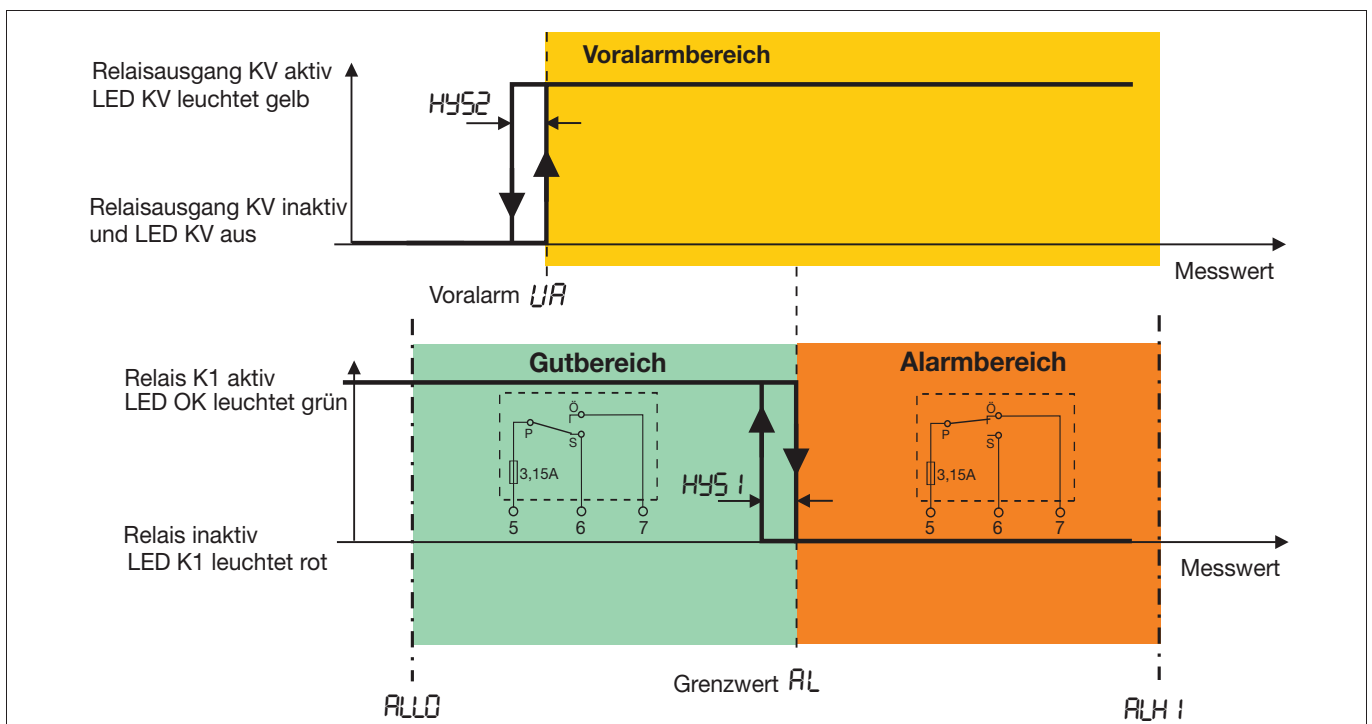 Voralarmbereich
Relaisausgang KV aktiv
LED KV leuchtet gelb
HYS2
Relaisausgang KV inaktiv
und LED KV aus
Messwert
Voralarm UA
Gutbereich
Alarmbereich
Relais K1 aktiv
LED OK leuchtet grün
Ö
P
S
3,15A
5 6 7
Ö
P
S
3,15A
5 6 7
HYS1
Relais inaktiv
LED K1 leuchtet rot
Messwert
Grenzwert AL
ALLO
ALHI